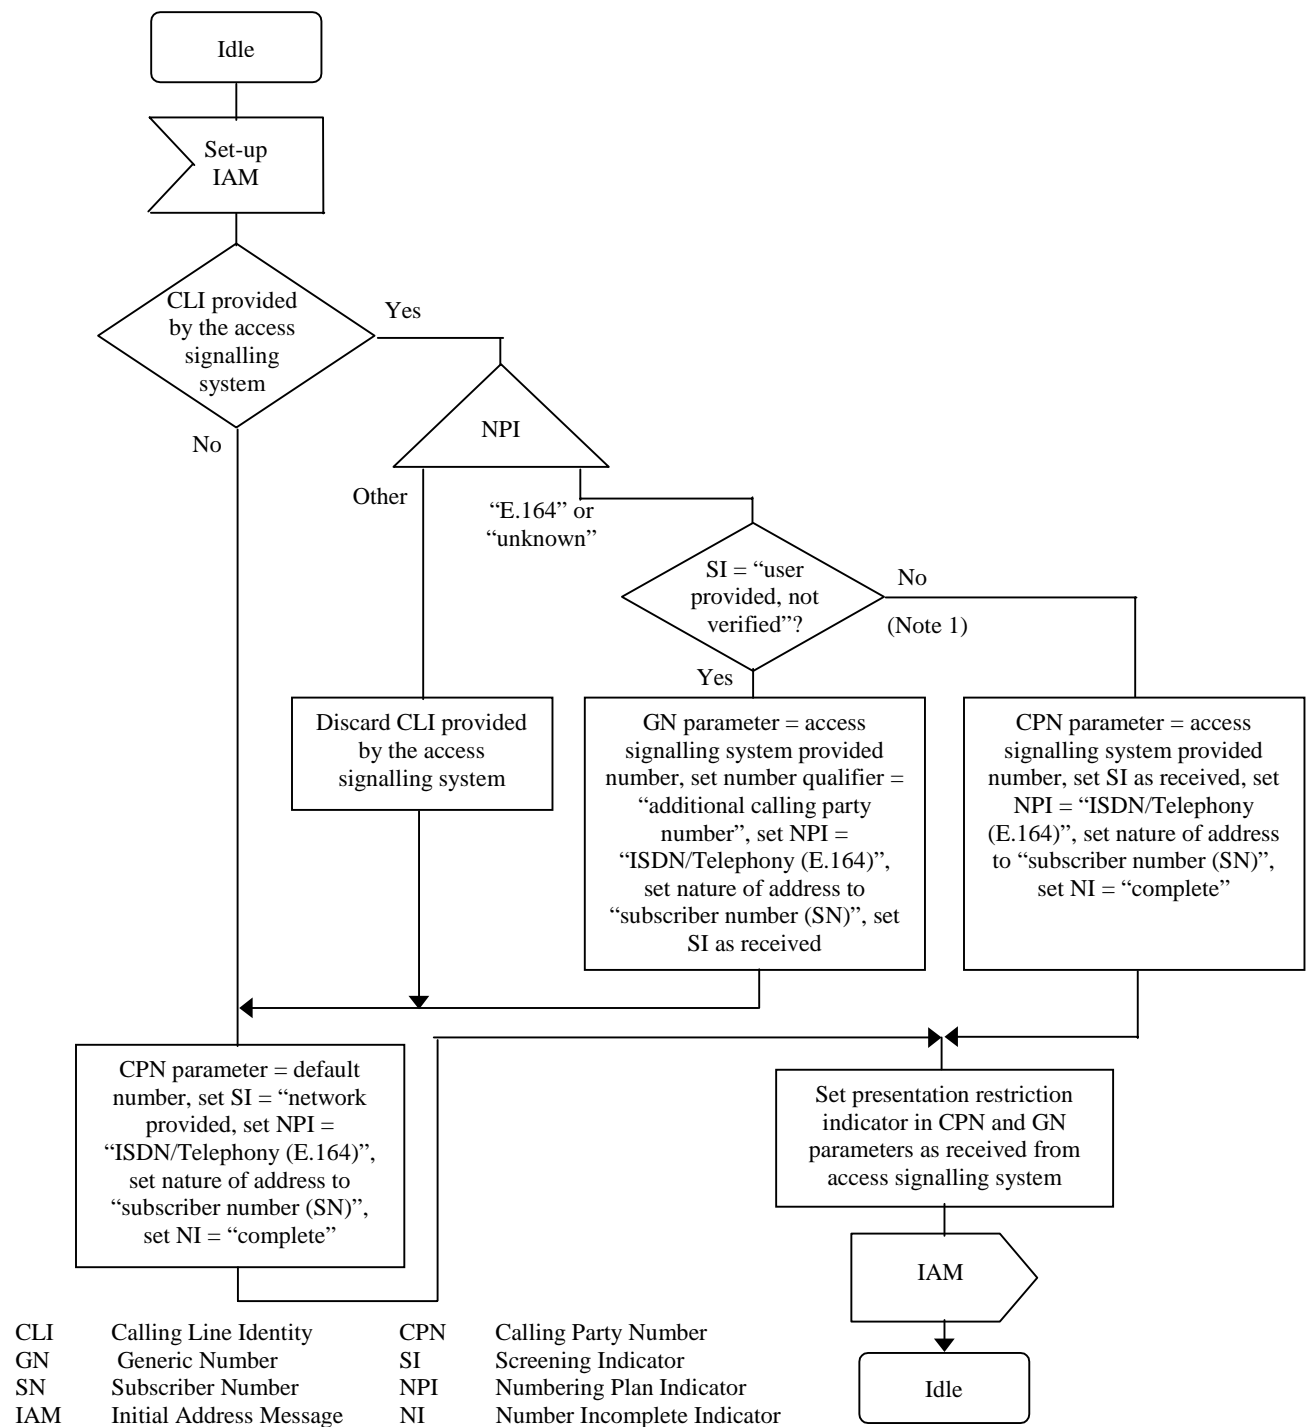 Idle
Set-up
IAM
CLI provided
by the access
signalling
system
Yes
No
NPI
Other
“E.164” or
“unknown”
SI = “user
provided, not
verified”?
No
(Note 1)
Yes
Discard CLI provided
by the access
signalling system
GN parameter = access
signalling system provided
number, set number qualifier =
“additional calling party
number”, set NPI =
“ISDN/Telephony (E.164)”,
set nature of address to
“subscriber number (SN)”, set
SI as received
CPN parameter = access
signalling system provided
number, set SI as received, set
NPI = “ISDN/Telephony
(E.164)”, set nature of address
to “subscriber number (SN)”,
set NI = “complete”
CPN parameter = default
number, set SI = “network
provided, set NPI =
“ISDN/Telephony (E.164)”,
set nature of address to
“subscriber number (SN)”,
set NI = “complete”
Set presentation restriction
indicator in CPN and GN
parameters as received from
access signalling system
IAM
Idle
CLI Calling Line Identity CPN Calling Party Number
GN Generic Number SI Screening Indicator
SN Subscriber Number NPI Numbering Plan Indicator
IAM Initial Address Message NI Number Incomplete Indicator